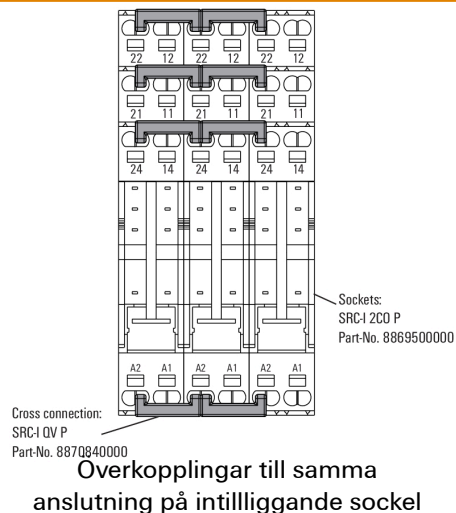 22 12 22 12 22 12
21 11 21 11 21 11
24 14 24 14 24 14
Sockets:
SRC-I 2CO P
Part-No. 8869500000
A2 A1 A2 A1 A2 A1
Cross connection:
SRC-I QV P
Part-No. 8870840000
Överkopplingar till samma
anslutning på intillliggande sockel